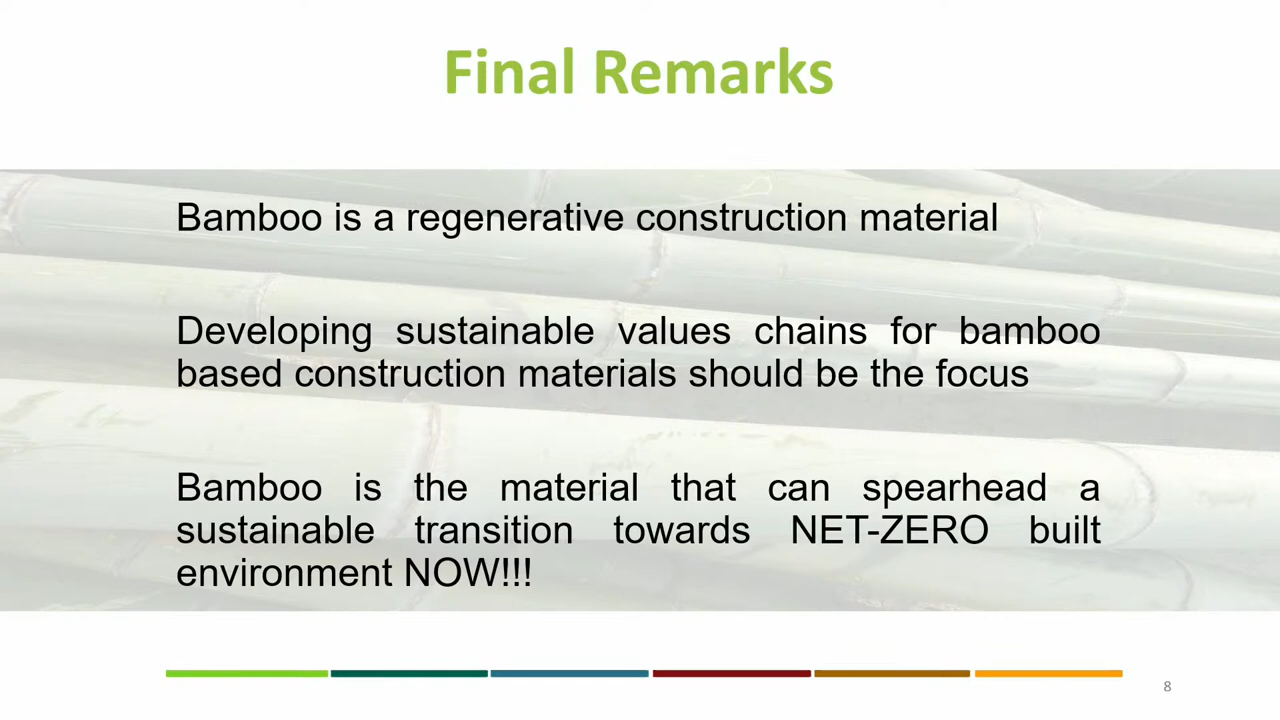 Final Remarks
Bamboo is a regenerative construction material
Developing sustainable values chains for bamboo
based construction materials should be the focus
Bamboo is the material that can spearhead a
sustainable transition towards NET-ZERO built
environment NOW!!!
8